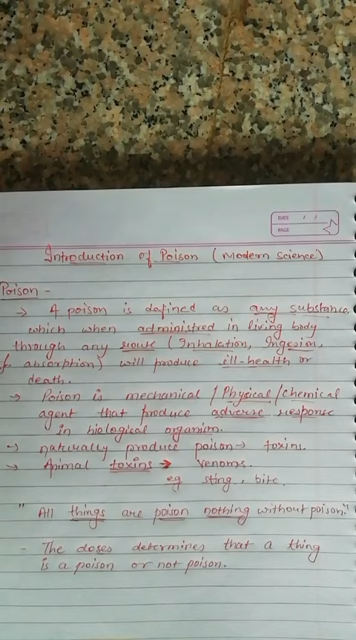 DATE / /
PAGE
Introduction of Poison (Modern Science)
Poison -
→ A poison is defined as any substance
which when administred in living body
through any route (Inhalation, Ingesion,
& absorption) will produce ill-health or
death.
→ Poison is mechanical / Physical / chemical
agent that produce adverse response
in biological organism.
→ naturally produce poison → toxins.
→ Animal toxins → venoms.
eg sting, bite.
"All things are poison nothing without poison."
- The doses determines that a thing
is a poison or not poison.